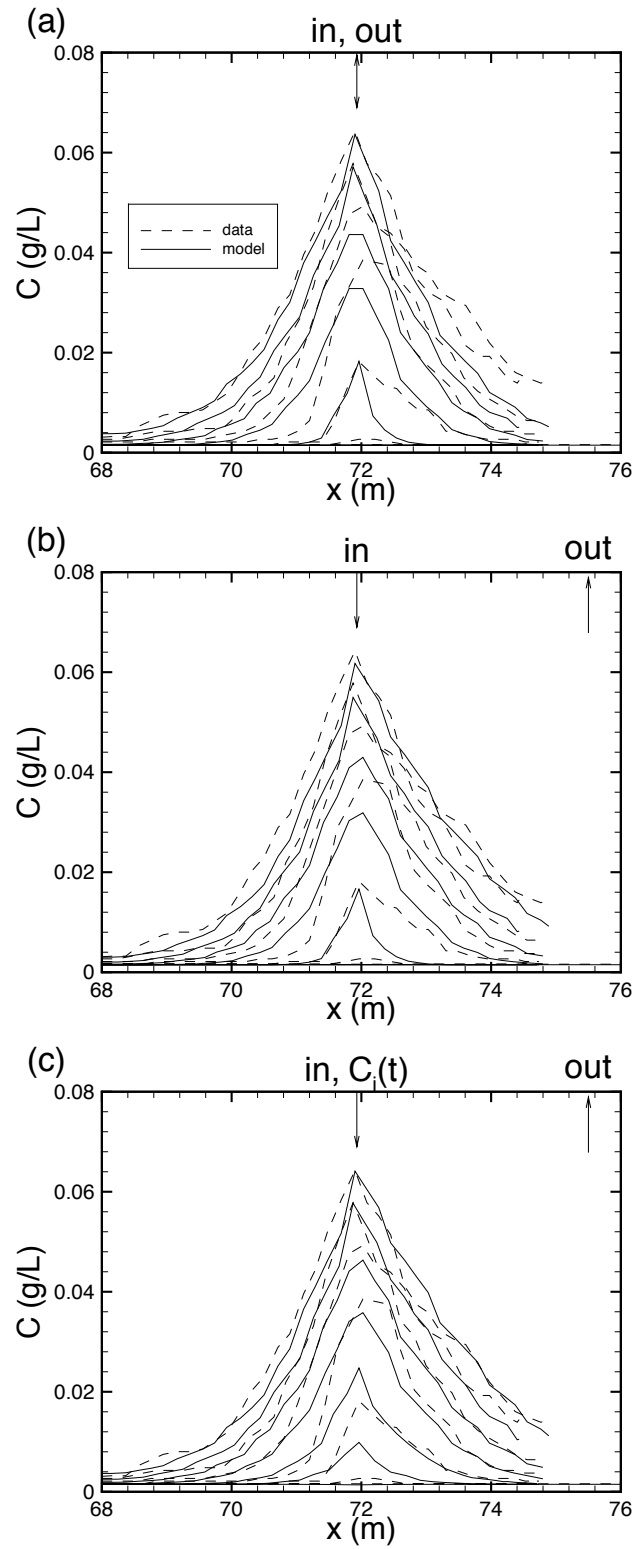 (a)
in, out
0.08
0.06
0.04
0.02
0
C (g/L)
data
model
68 70 72 74 76
x (m)
(b)
in out
0.08
0.06
0.04
0.02
0
C (g/L)
68 70 72 74 76
x (m)
(c)
in, Cᵢ(t) out
0.08
0.06
0.04
0.02
0
C (g/L)
68 70 72 74 76
x (m)